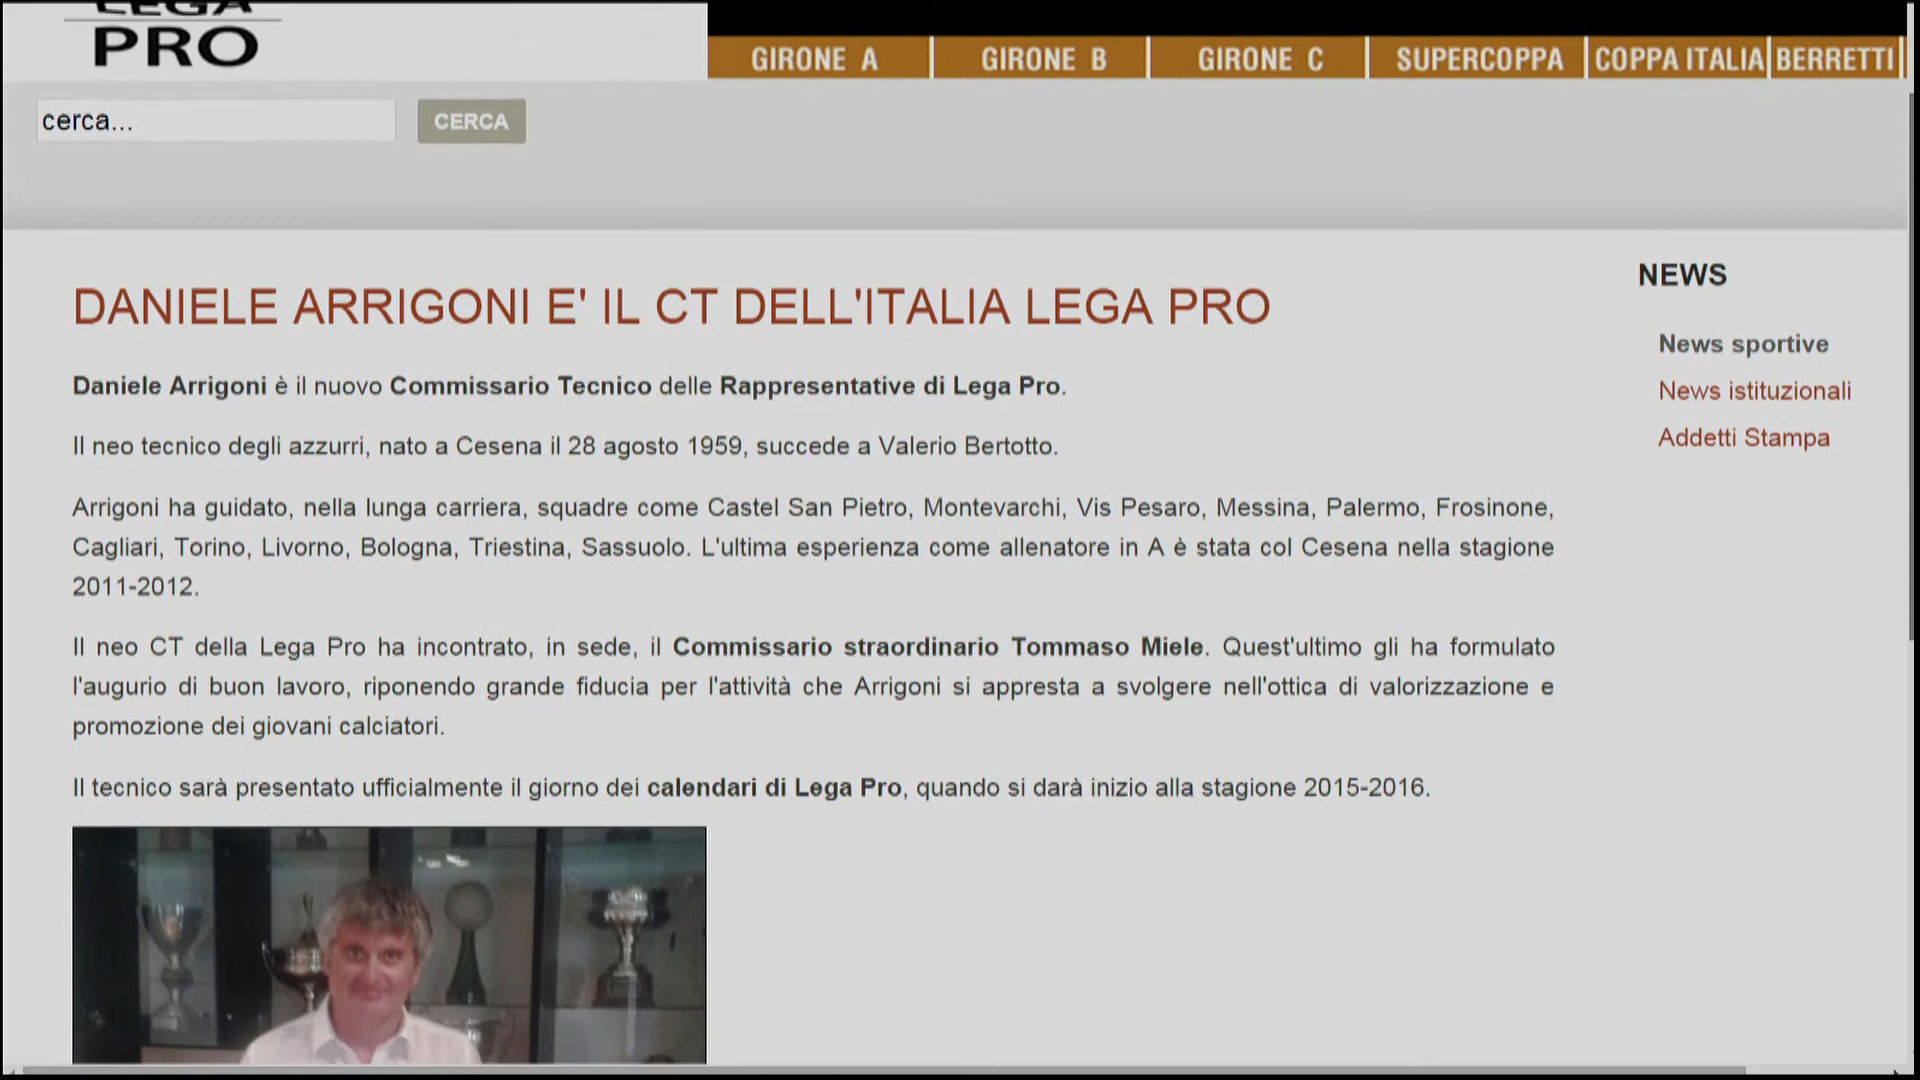 LEGA
PRO
GIRONE A
GIRONE B
GIRONE C
SUPERCOPPA
COPPA ITALIA
BERRETTI
cerca...
CERCA
DANIELE ARRIGONI E' IL CT DELL'ITALIA LEGA PRO
Daniele Arrigoni è il nuovo Commissario Tecnico delle Rappresentative di Lega Pro.
Il neo tecnico degli azzurri, nato a Cesena il 28 agosto 1959, succede a Valerio Bertotto.
Arrigoni ha guidato, nella lunga carriera, squadre come Castel San Pietro, Montevarchi, Vis Pesaro, Messina, Palermo, Frosinone,
Cagliari, Torino, Livorno, Bologna, Triestina, Sassuolo. L'ultima esperienza come allenatore in A è stata col Cesena nella stagione
2011-2012.
Il neo CT della Lega Pro ha incontrato, in sede, il Commissario straordinario Tommaso Miele. Quest'ultimo gli ha formulato
l'augurio di buon lavoro, riponendo grande fiducia per l'attività che Arrigoni si appresta a svolgere nell'ottica di valorizzazione e
promozione dei giovani calciatori.
Il tecnico sarà presentato ufficialmente il giorno dei calendari di Lega Pro, quando si darà inizio alla stagione 2015-2016.
NEWS
News sportive
News istituzionali
Addetti Stampa